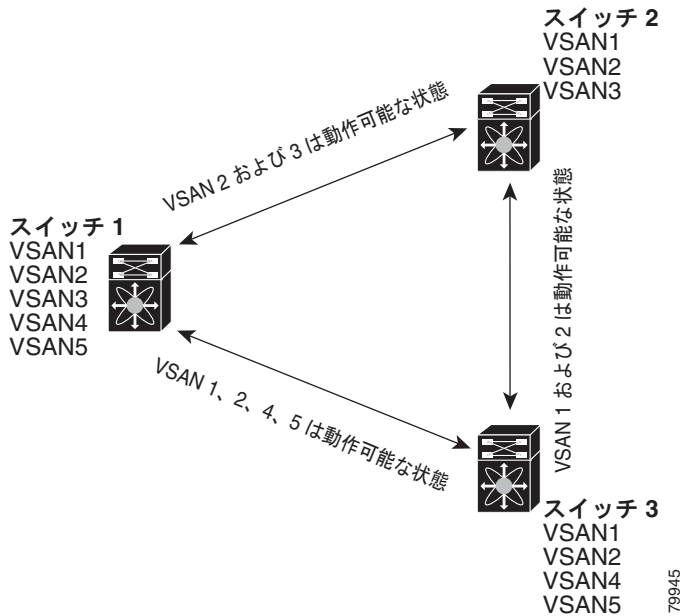 スイッチ 2
VSAN1
VSAN2
VSAN3
VSAN 2 および 3 は動作可能な状態
スイッチ 1
VSAN1
VSAN2
VSAN3
VSAN4
VSAN5
VSAN 1 および 2 は動作可能な状態
VSAN 1、2、4、5 は動作可能な状態
スイッチ 3
VSAN1
VSAN2
VSAN4
VSAN5
79945